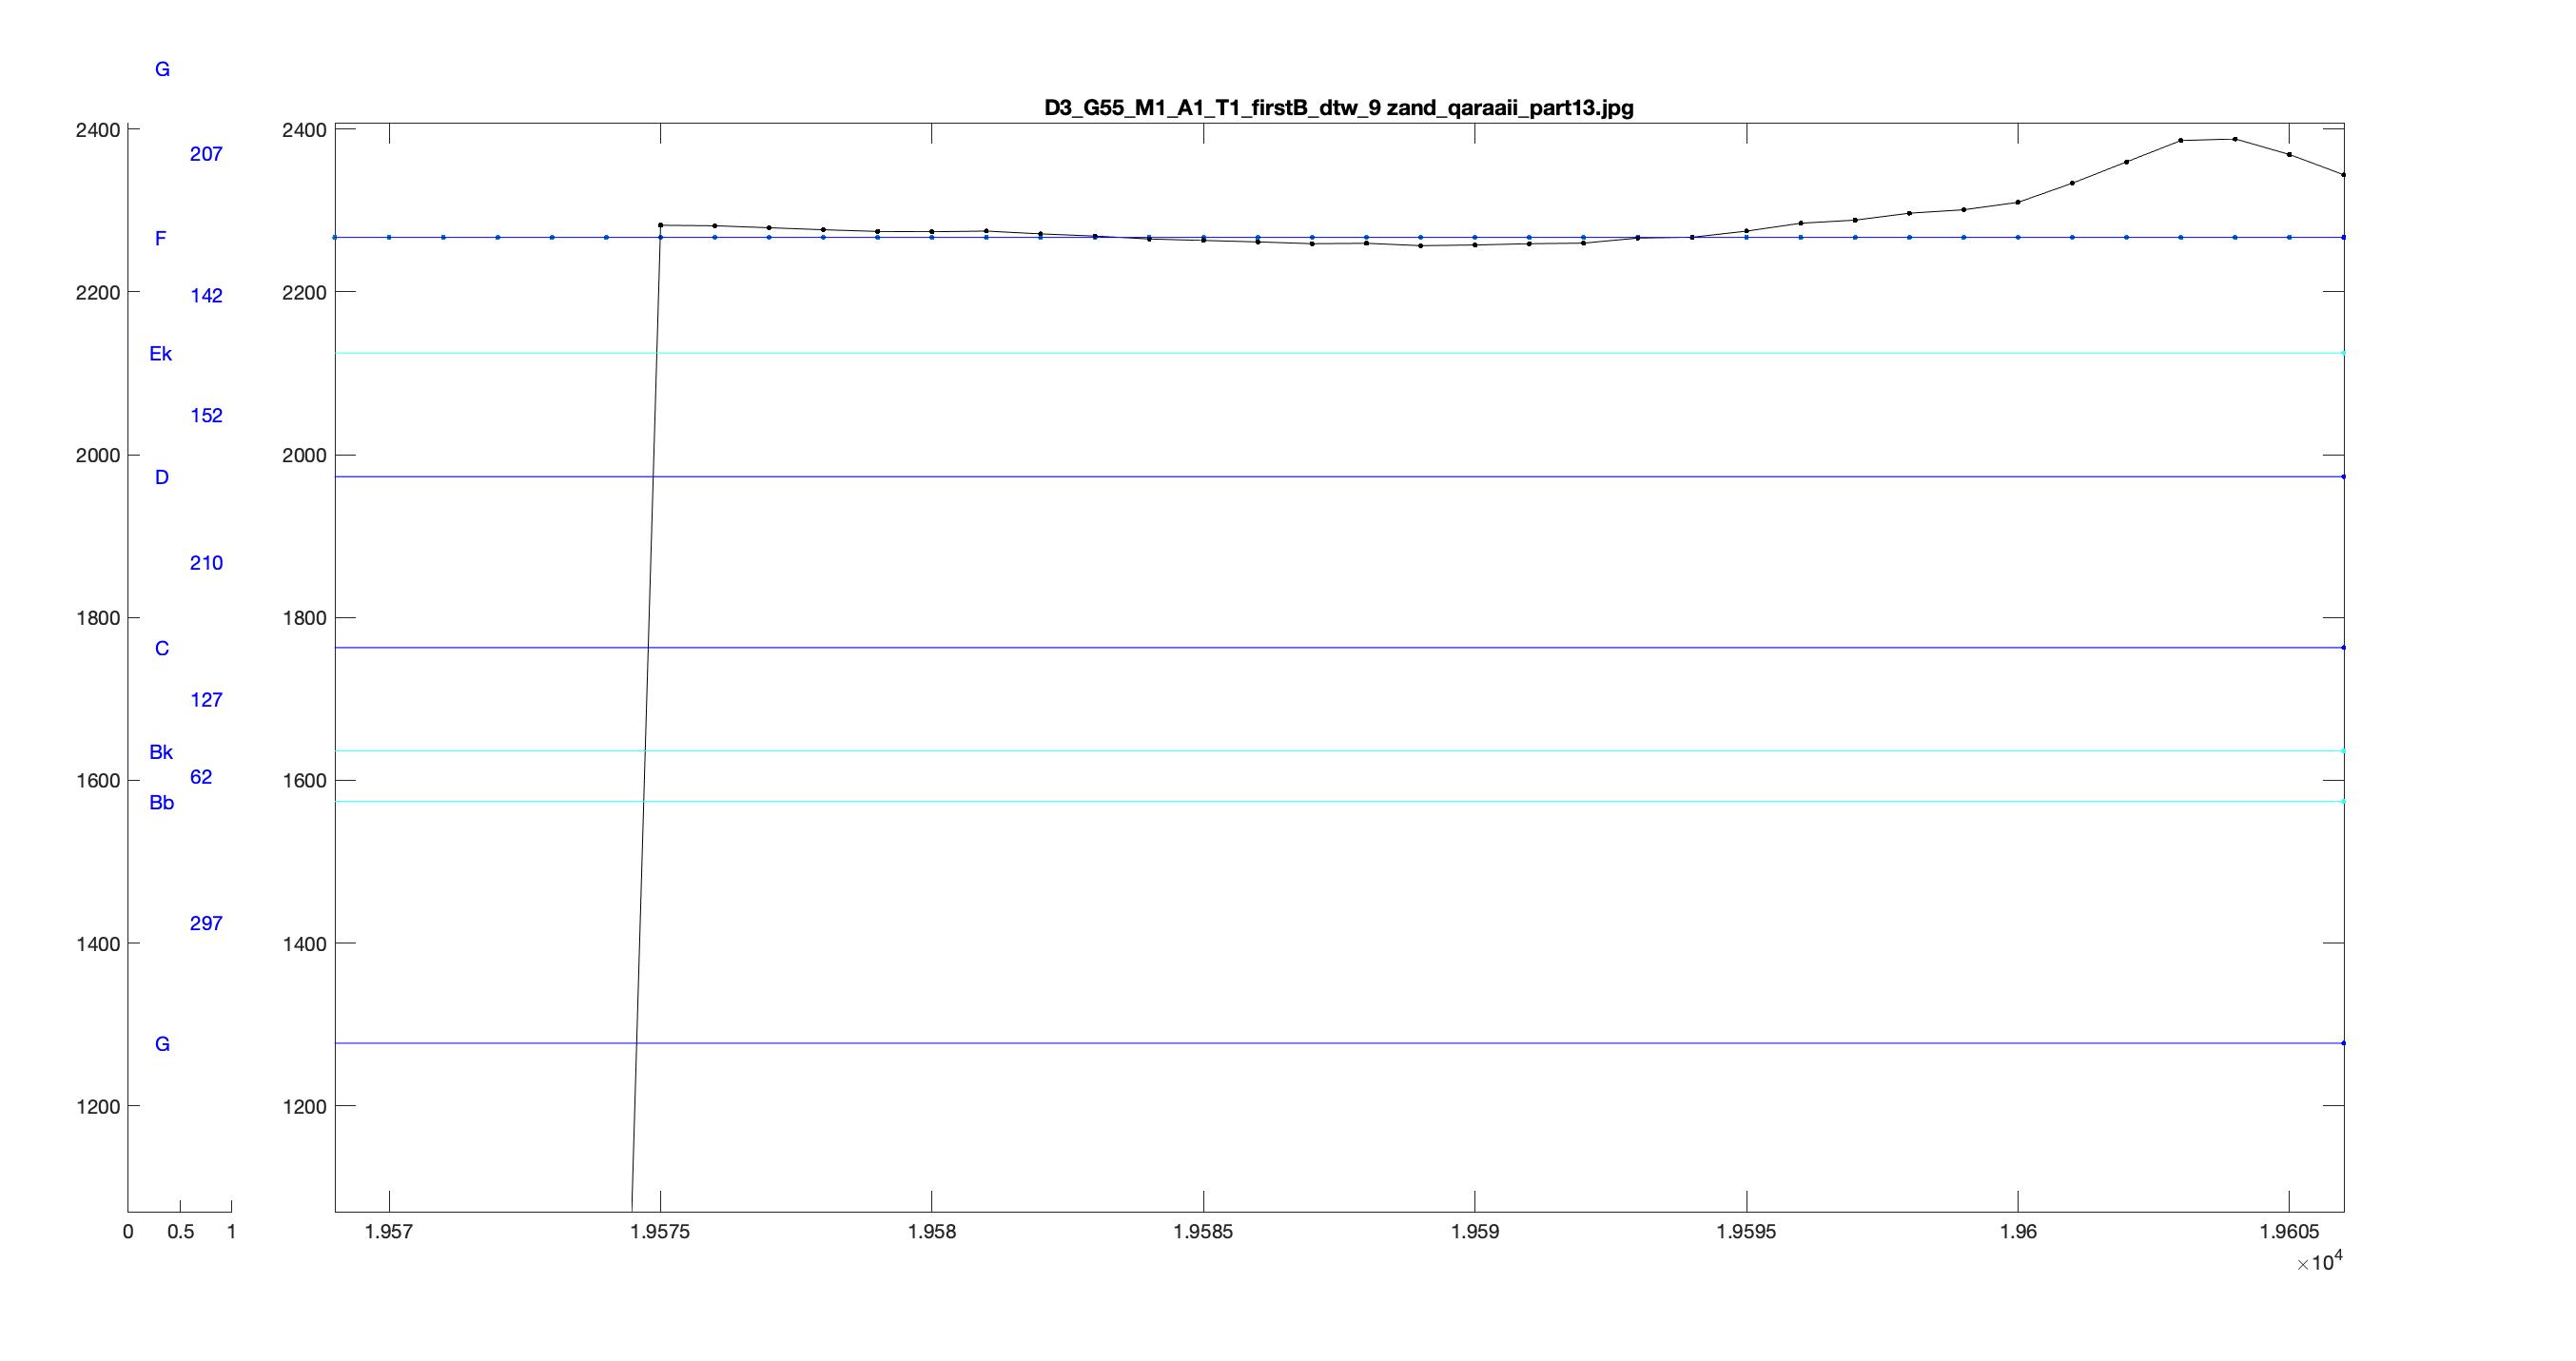 G
D3_G55_M1_A1_T1_firstB_dtw_9 zand_qaraaii_part13.jpg
2400 2400
207
F
2200 142 2200
Ek
152
2000 2000
D
210
1800 1800
C
127
Bk
1600 62 1600
Bb
297
1400 1400
G
1200 1200
0 0.5 1 1.957 1.9575 1.958 1.9585 1.959 1.9595 1.96 1.9605
×10⁴